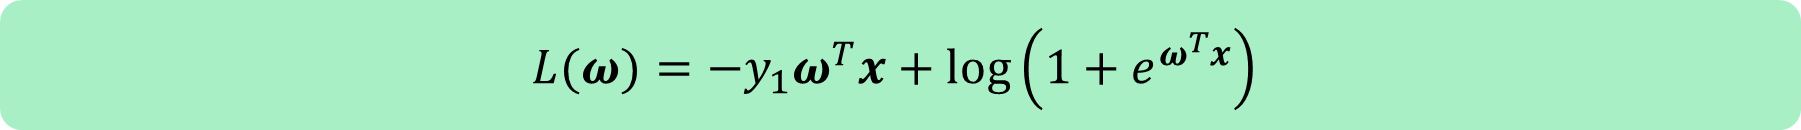 L(𝝎) = −y₁𝝎ᵀ𝒙 + log(1 + e^{𝝎ᵀ𝒙})